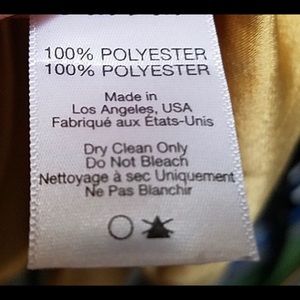 100% POLYESTER
100% POLYESTER
Made in
Los Angeles, USA
Fabriqué aux États-Unis
Dry Clean Only
Do Not Bleach
Nettoyage à sec Uniquement
Ne Pas Blanchir